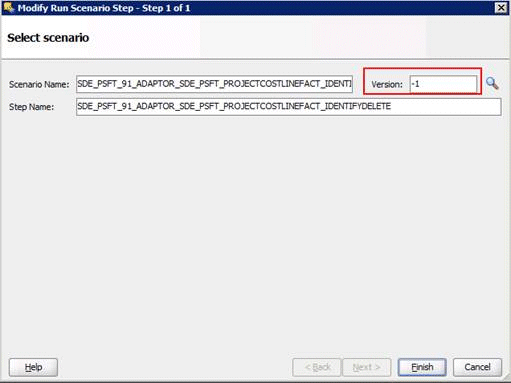 Modify Run Scenario Step - Step 1 of 1
Select scenario
Scenario Name: SDE_PSFT_91_ADAPTOR_SDE_PSFT_PROJECTCOSTLINEFACT_IDENTI Version: -1
Step Name: SDE_PSFT_91_ADAPTOR_SDE_PSFT_PROJECTCOSTLINEFACT_IDENTIFYDELETE
Help < Back Next > Finish Cancel